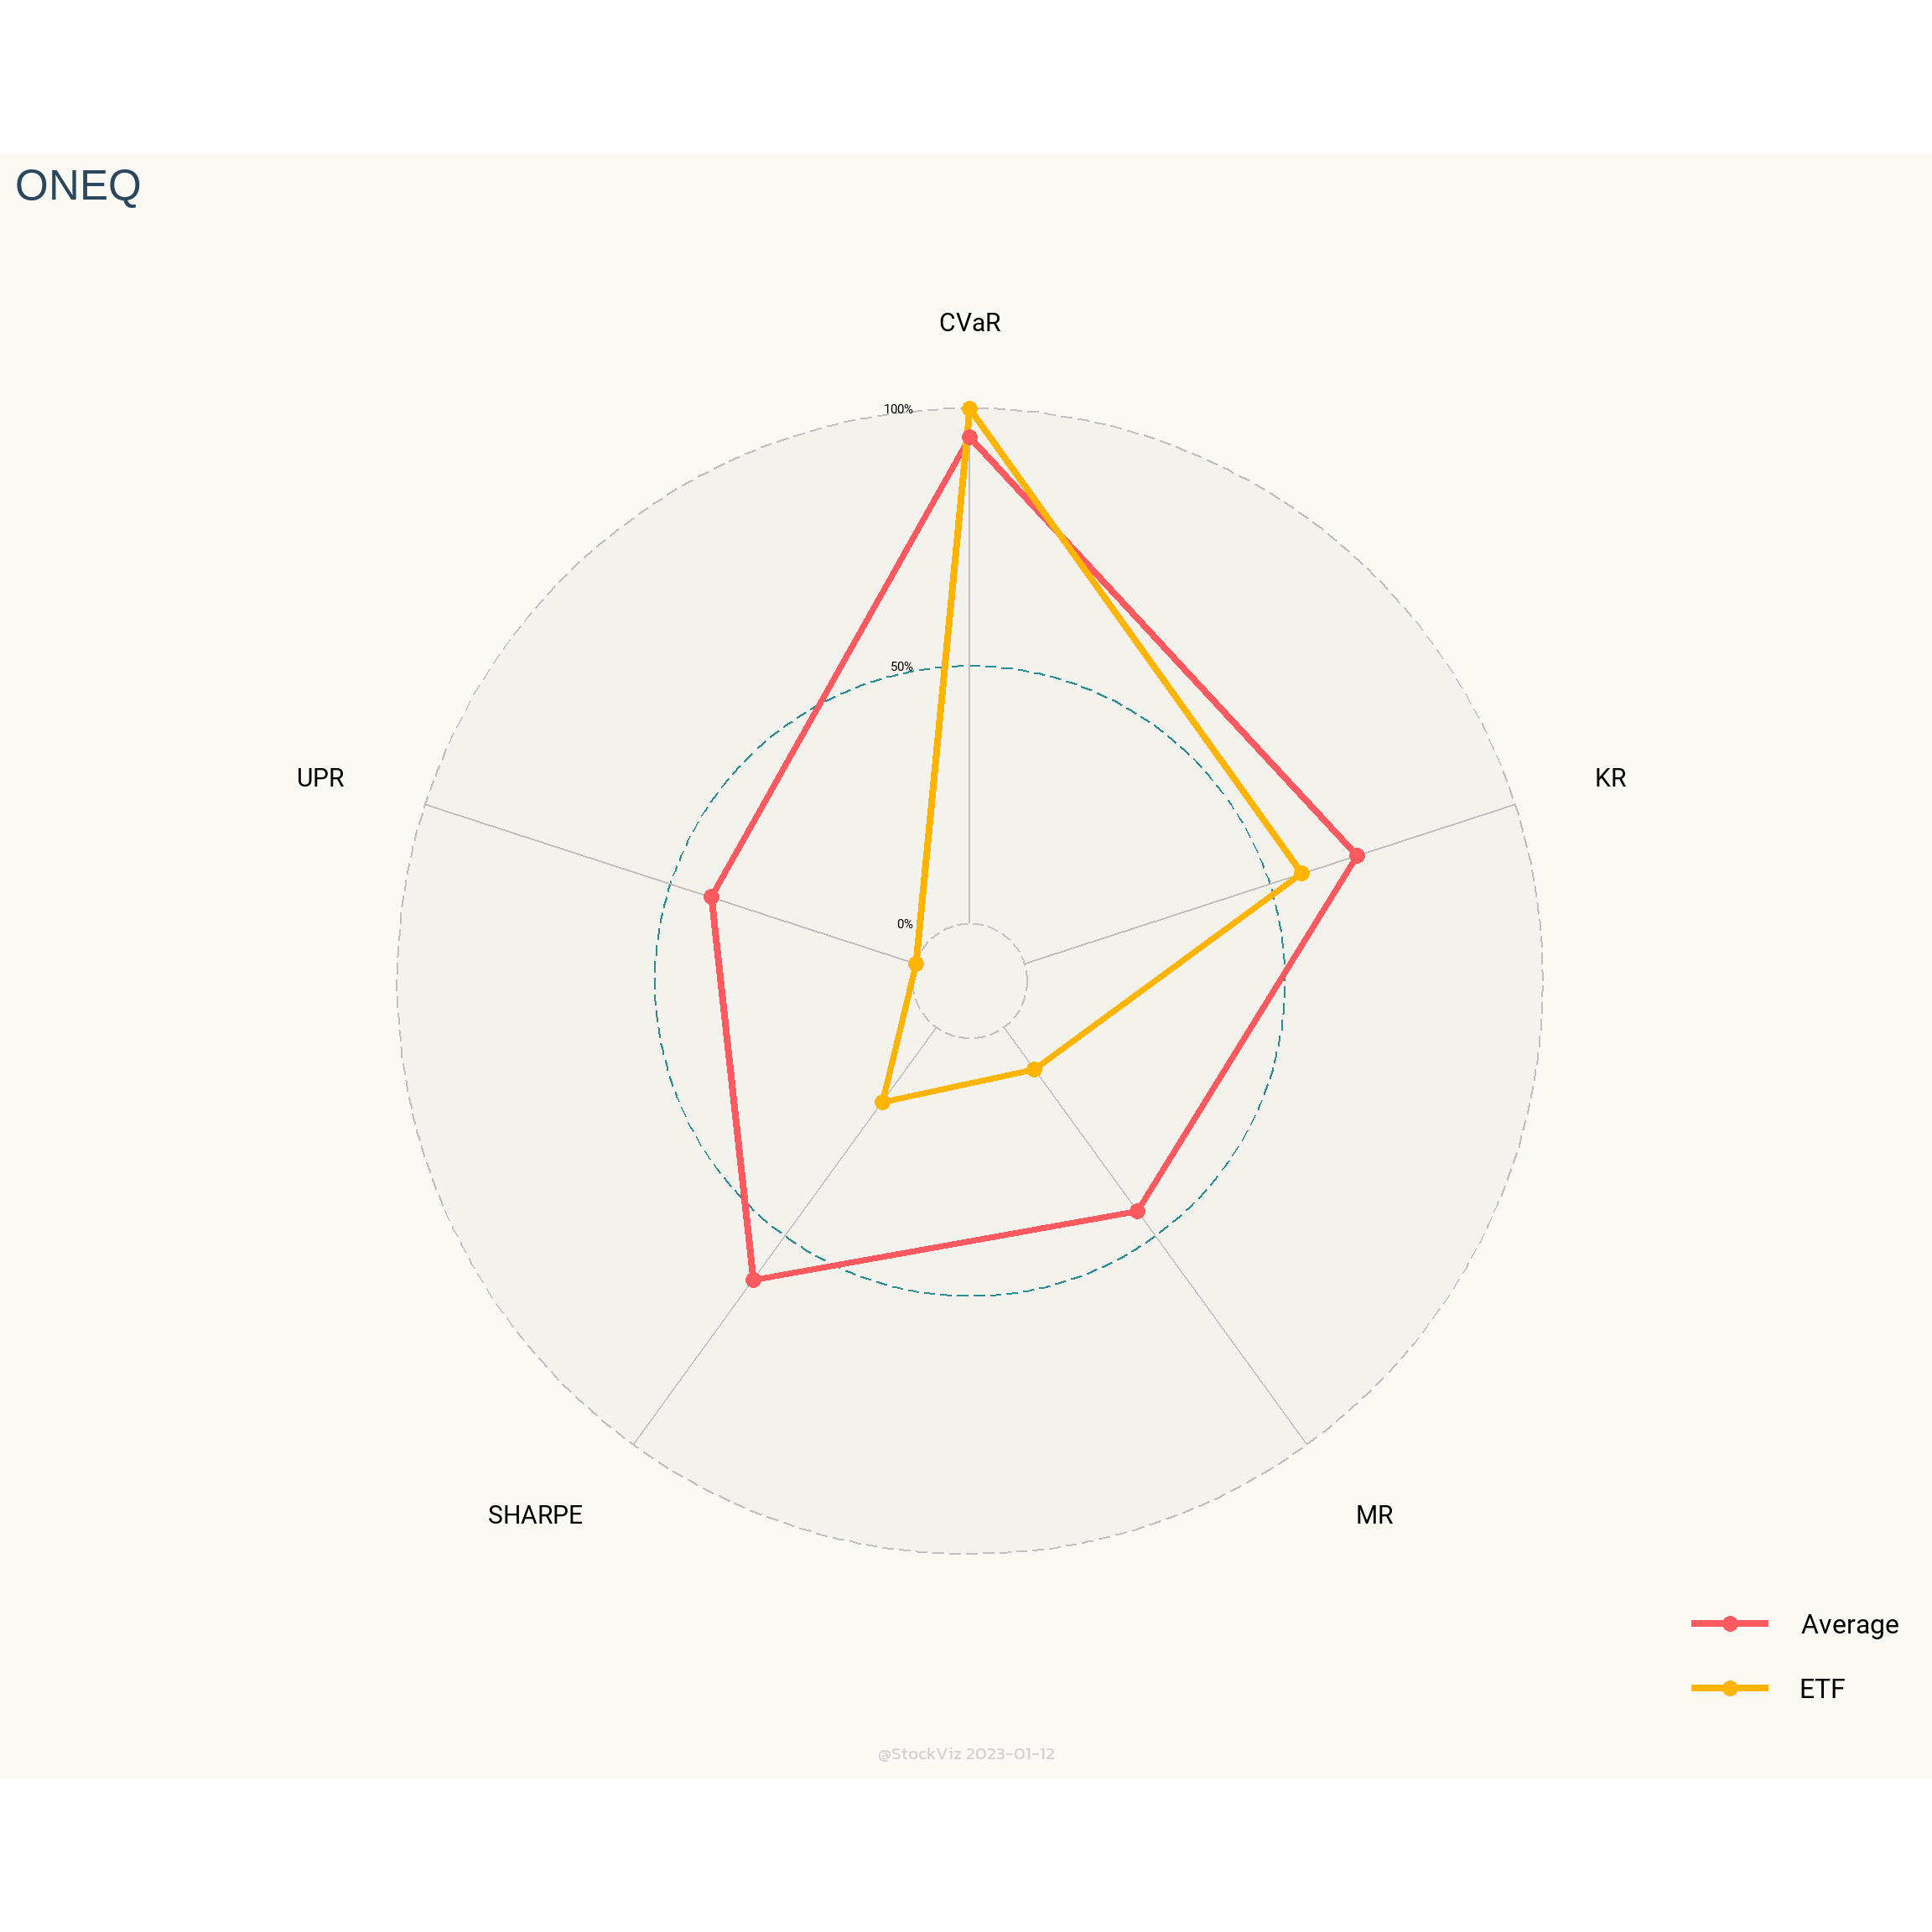 ONEQ
CVaR
100%
50%
UPR
KR
0%
SHARPE
MR
Average
ETF
@StockViz 2023-01-12